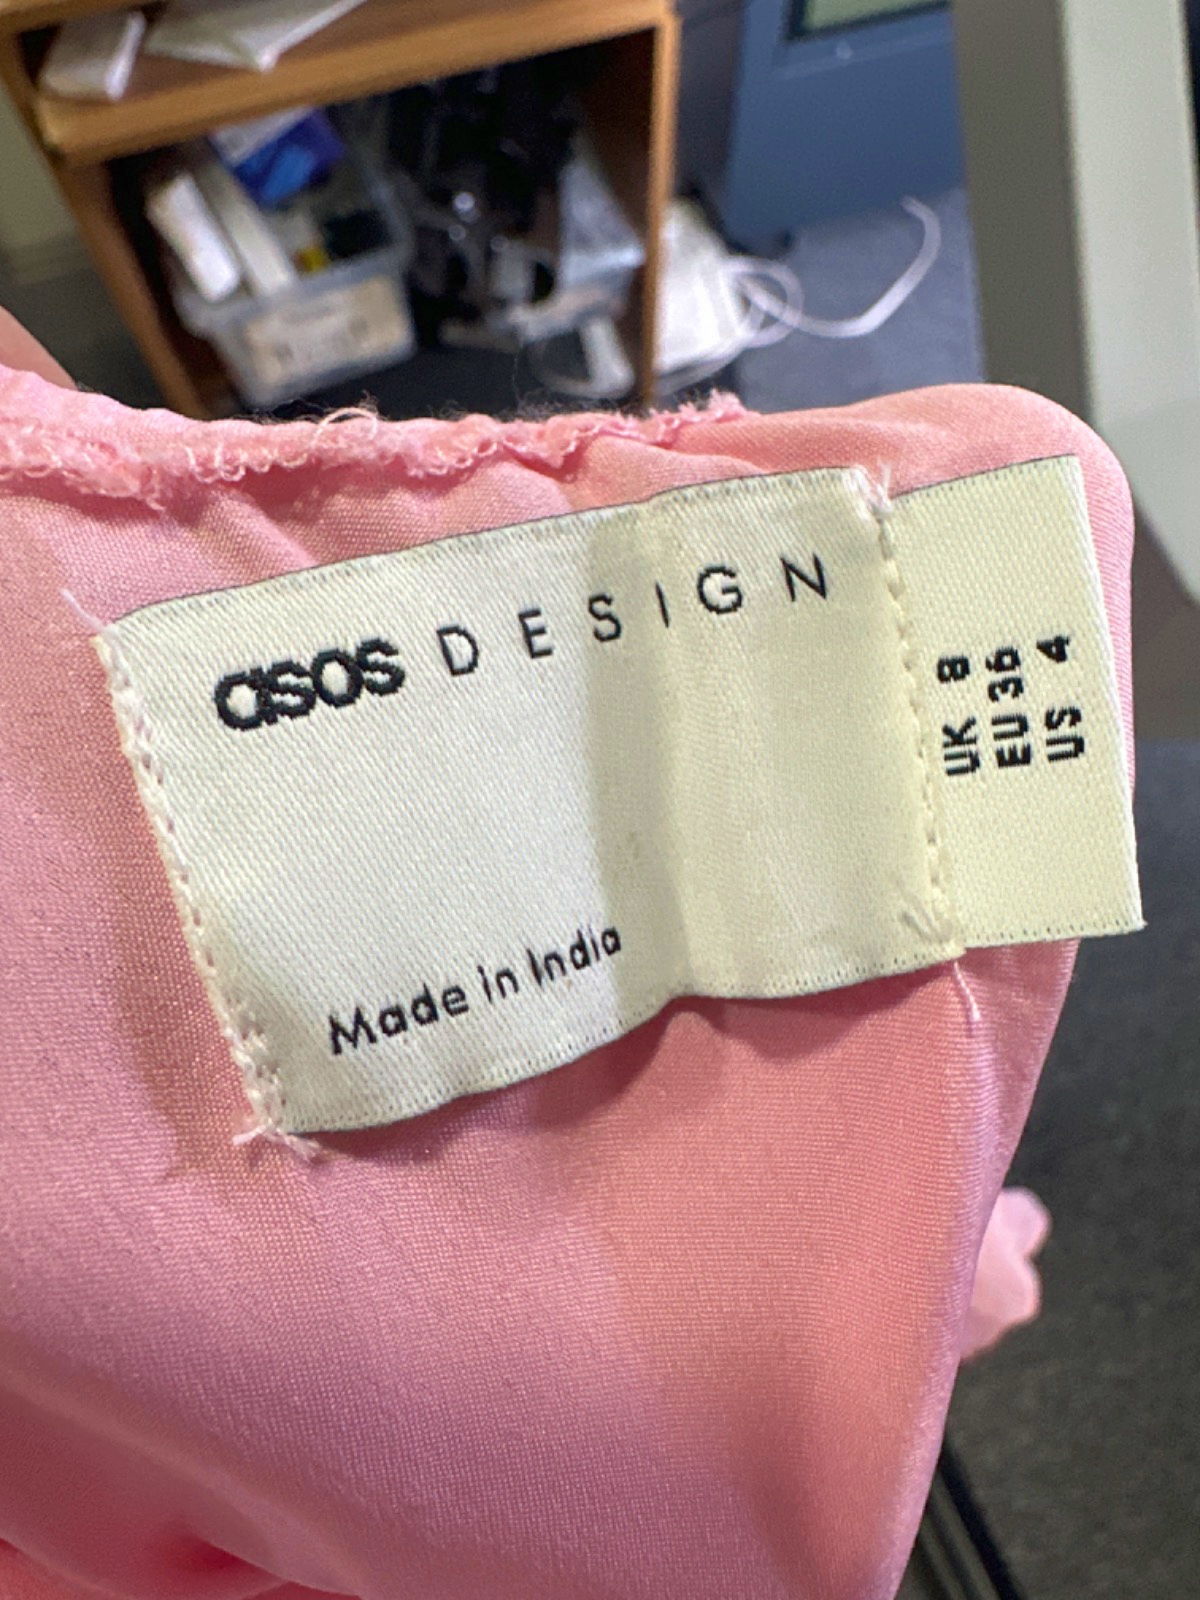 asos DESIGN
Made in India
UK 8
EU 36
US 4